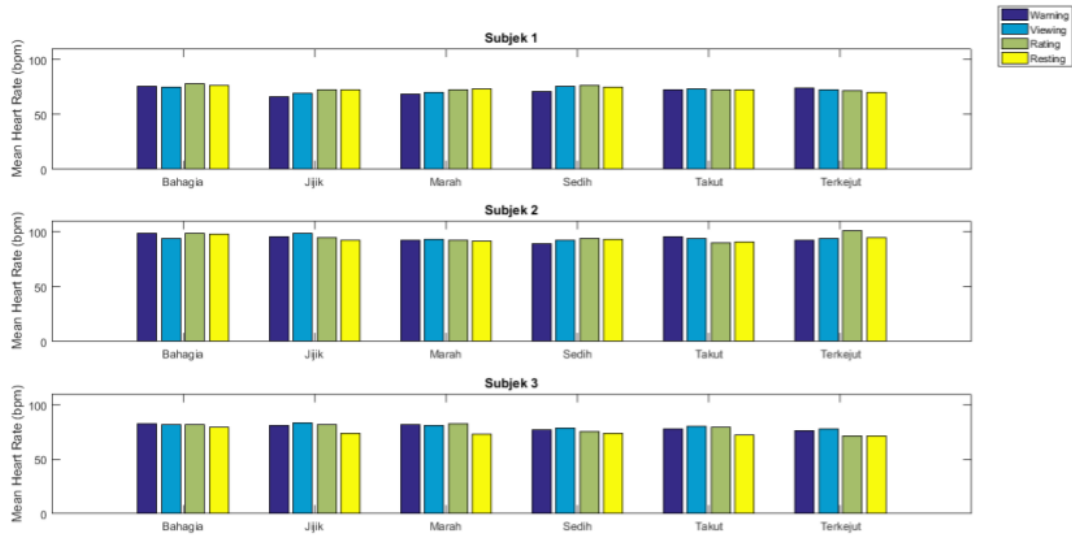 Warning
Viewing
Rating
Resting
Subjek 1
Mean Heart Rate (bpm)
100
50
0
Bahagia Jijik Marah Sedih Takut Terkejut
Subjek 2
Mean Heart Rate (bpm)
100
50
0
Bahagia Jijik Marah Sedih Takut Terkejut
Subjek 3
Mean Heart Rate (bpm)
100
50
0
Bahagia Jijik Marah Sedih Takut Terkejut